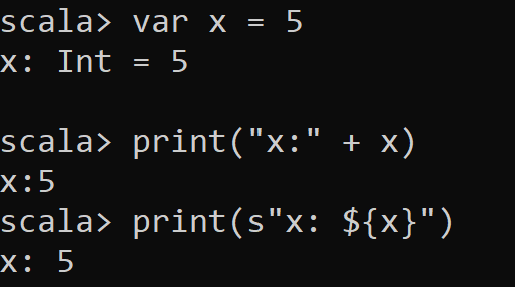 scala> var x = 5
x: Int = 5
scala> print("x:" + x)
x:5
scala> print(s"x: ${x}")
x: 5